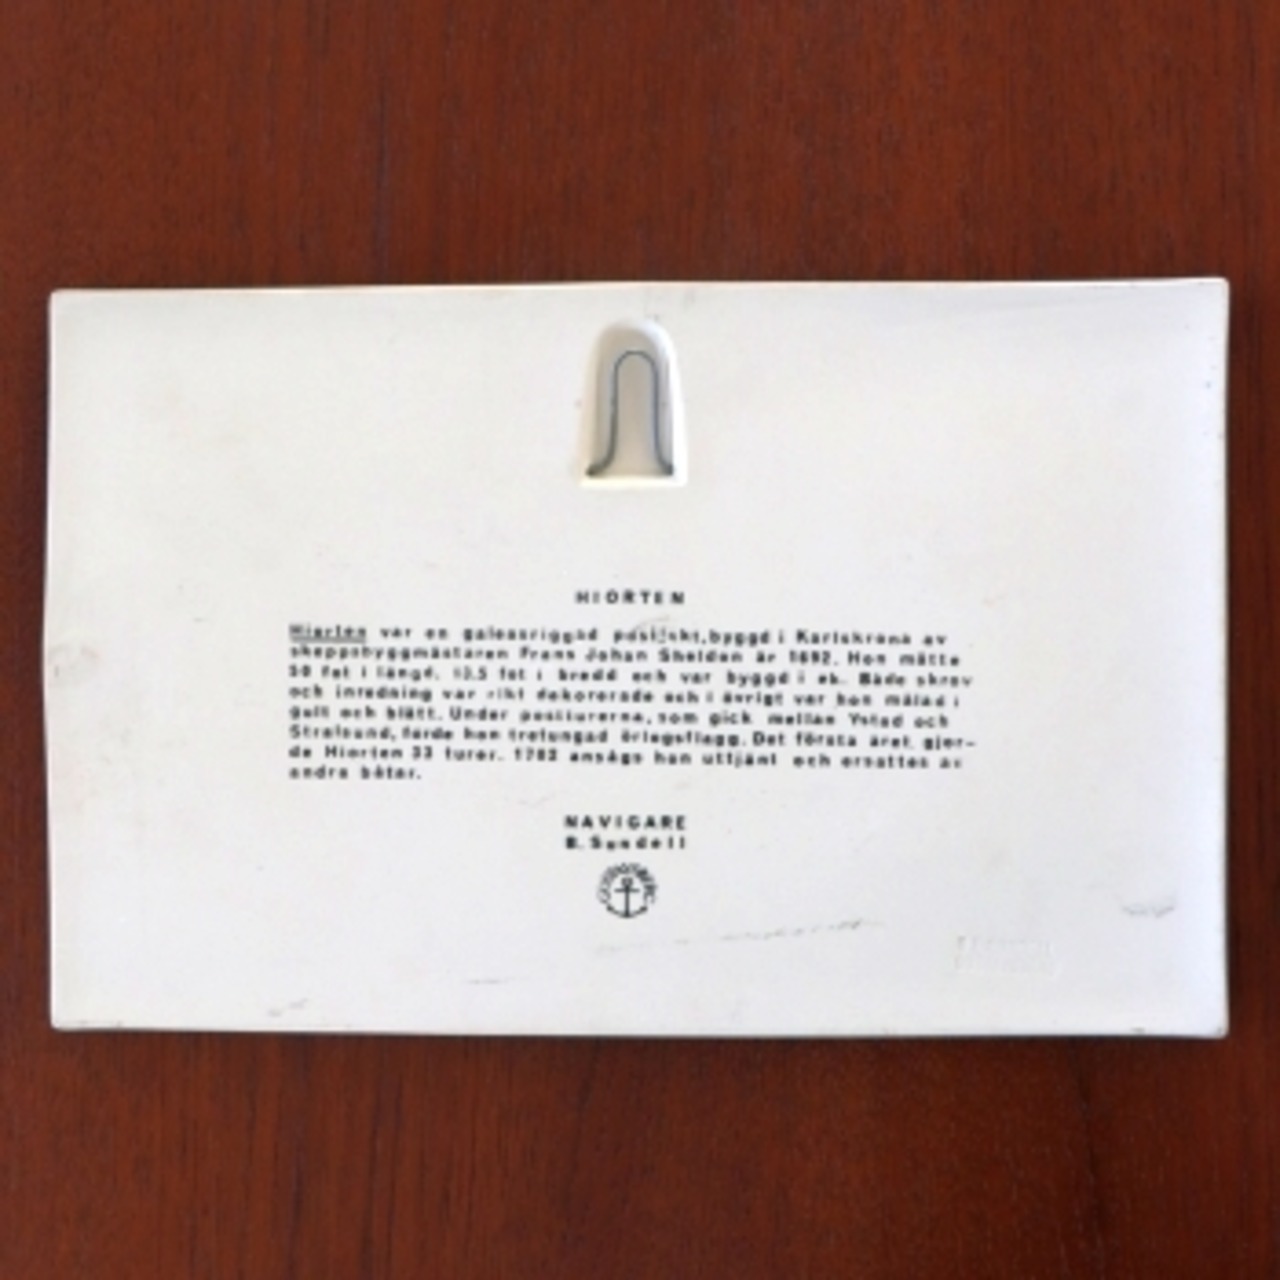 HIORTEN
Hiorten var en galeasriggad postjakt, byggd i Karlskrona av
skeppsbyggmästaren Frans Johan Sheldon år 1692. Hon mätte
50 fot i längd, 13,5 fot i bredd och var byggd i ek. Både skrov
och inredning var rikt dekorerade och i övrigt var hon målad i
gult och blått. Under postturerna, som gick mellan Ystad och
Stralsund, förde hon tretungad örlogsflagg. Det första året gjor-
de Hiorten 33 turer. 1702 ansågs hon uttjänt och ersattes av
andra båtar.
NAVIGARE
B. Sundell
GUSTAVSBERG